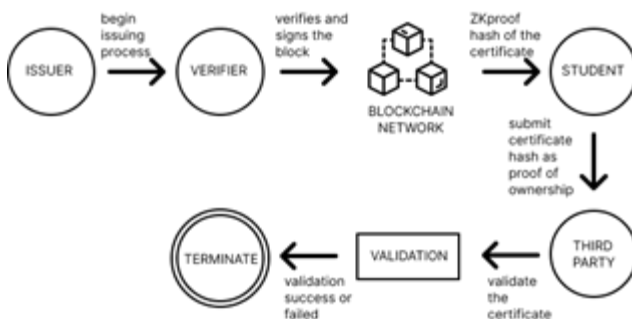 begin
issuing
process
verifies and
signs the
block
ZKproof
hash of the
certificate
ISSUER
VERIFIER
BLOCKCHAIN
NETWORK
STUDENT
submit
certificate
hash as
proof of
ownership
TERMINATE
validation
success or
failed
VALIDATION
validate
the
certificate
THIRD
PARTY